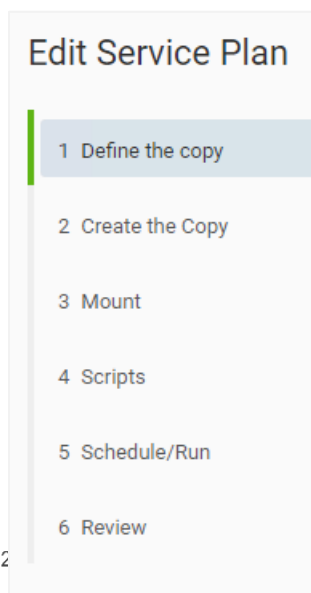 Edit Service Plan
1 Define the copy
2 Create the Copy
3 Mount
4 Scripts
5 Schedule/Run
6 Review
2